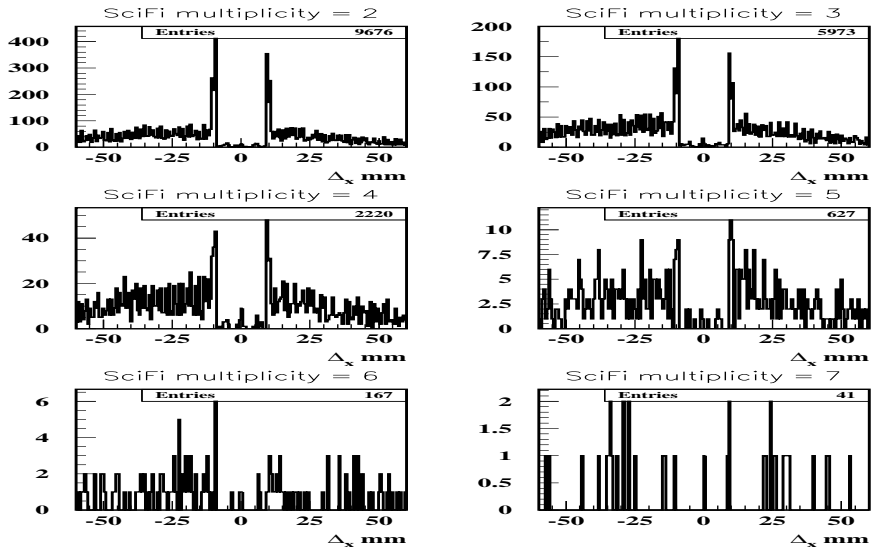 SciFi multiplicity = 2
Entries 9676
400
300
200
100
0
-50 -25 0 25 50
Δx mm
SciFi multiplicity = 3
Entries 5973
200
150
100
50
0
-50 -25 0 25 50
Δx mm
SciFi multiplicity = 4
Entries 2220
40
20
0
-50 -25 0 25 50
Δx mm
SciFi multiplicity = 5
Entries 627
10
7.5
5
2.5
0
-50 -25 0 25 50
Δx mm
SciFi multiplicity = 6
Entries 167
6
4
2
0
-50 -25 0 25 50
Δx mm
SciFi multiplicity = 7
Entries 41
2
1.5
1
0.5
0
-50 -25 0 25 50
Δx mm